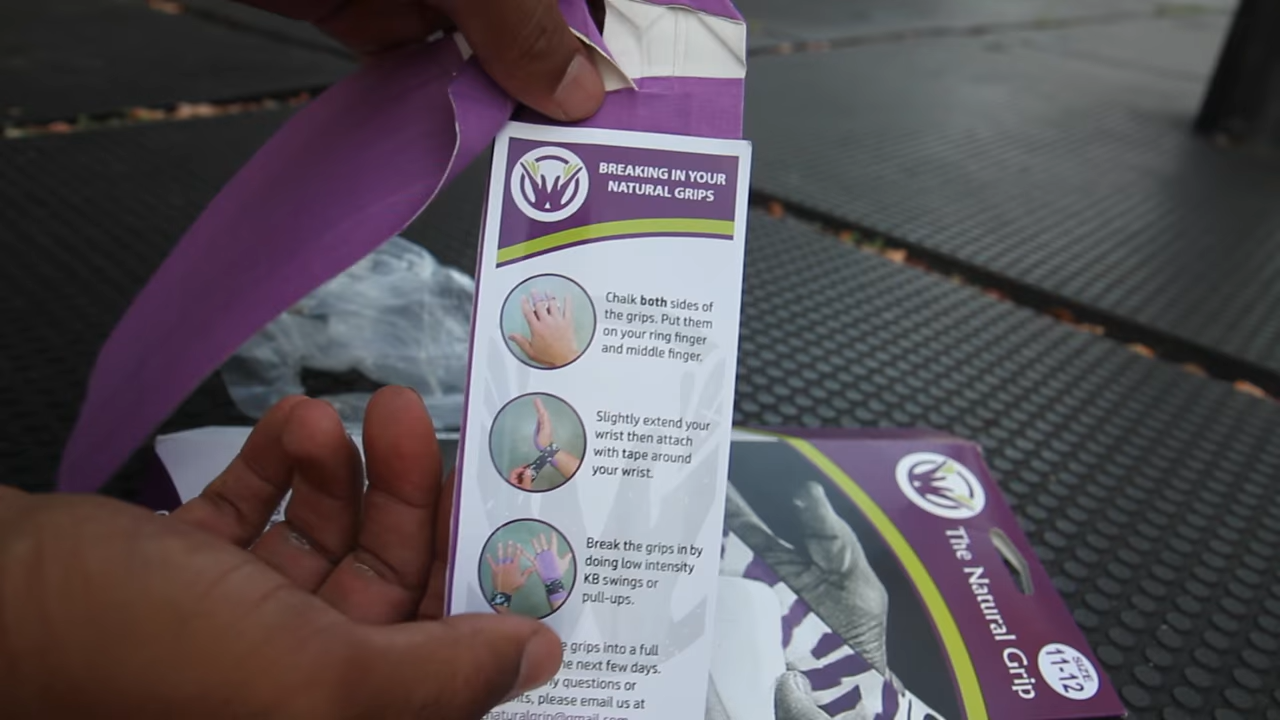 BREAKING IN YOUR
NATURAL GRIPS
Chalk both sides of
the grips. Put them
on your ring finger
and middle finger.
Slightly extend your
wrist then attach
with tape around
your wrist.
Break the grips in by
doing low intensity
KB swings or
pull-ups.
grips into a full
next few days.
questions or
please email us at
The Natural Grip
SIZE
11-12